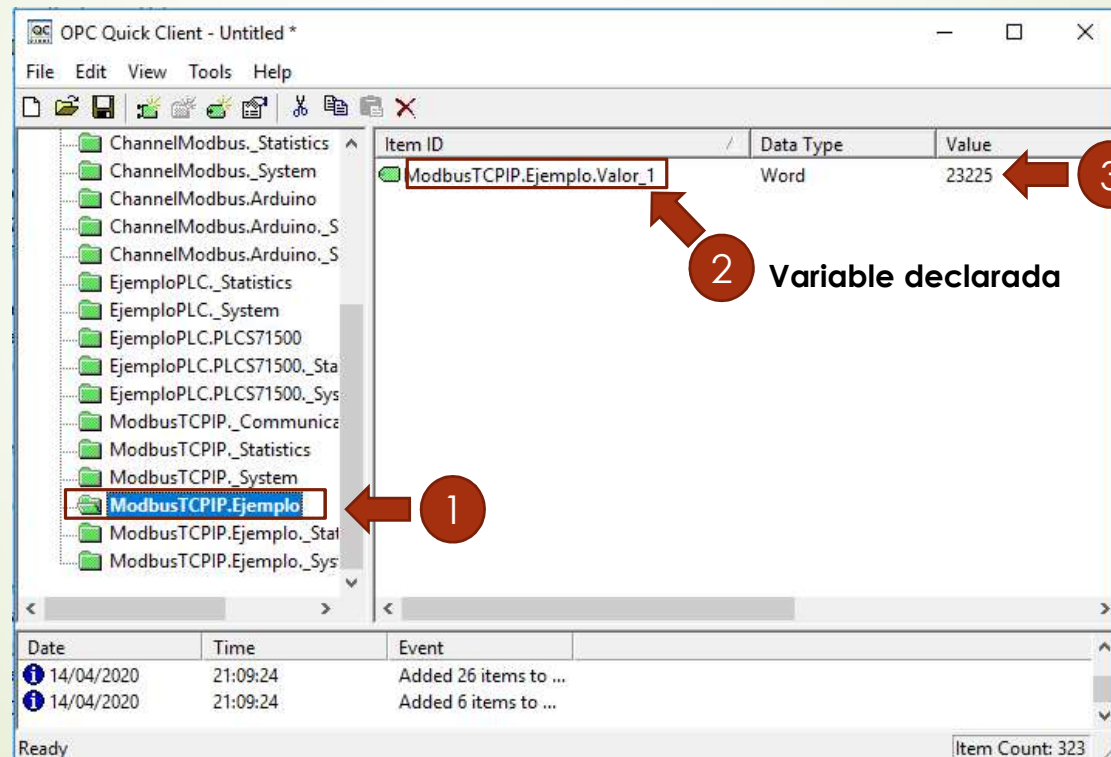 OPC Quick Client - Untitled *
File Edit View Tools Help
ChannelModbus._Statistics
ChannelModbus._System
ChannelModbus.Arduino
ChannelModbus.Arduino._S
ChannelModbus.Arduino._S
EjemploPLC._Statistics
EjemploPLC._System
EjemploPLC.PLCS71500
EjemploPLC.PLCS71500._Sta
EjemploPLC.PLCS71500._Sys
ModbusTCPIP._Communica
ModbusTCPIP._Statistics
ModbusTCPIP._System
ModbusTCPIP.Ejemplo
ModbusTCPIP.Ejemplo._Stat
ModbusTCPIP.Ejemplo._Sys
1
Item ID Data Type Value
ModbusTCPIP.Ejemplo.Valor_1 Word 23225
3
2 Variable declarada
Date Time Event
14/04/2020 21:09:24 Added 26 items to ...
14/04/2020 21:09:24 Added 6 items to ...
Ready Item Count: 323